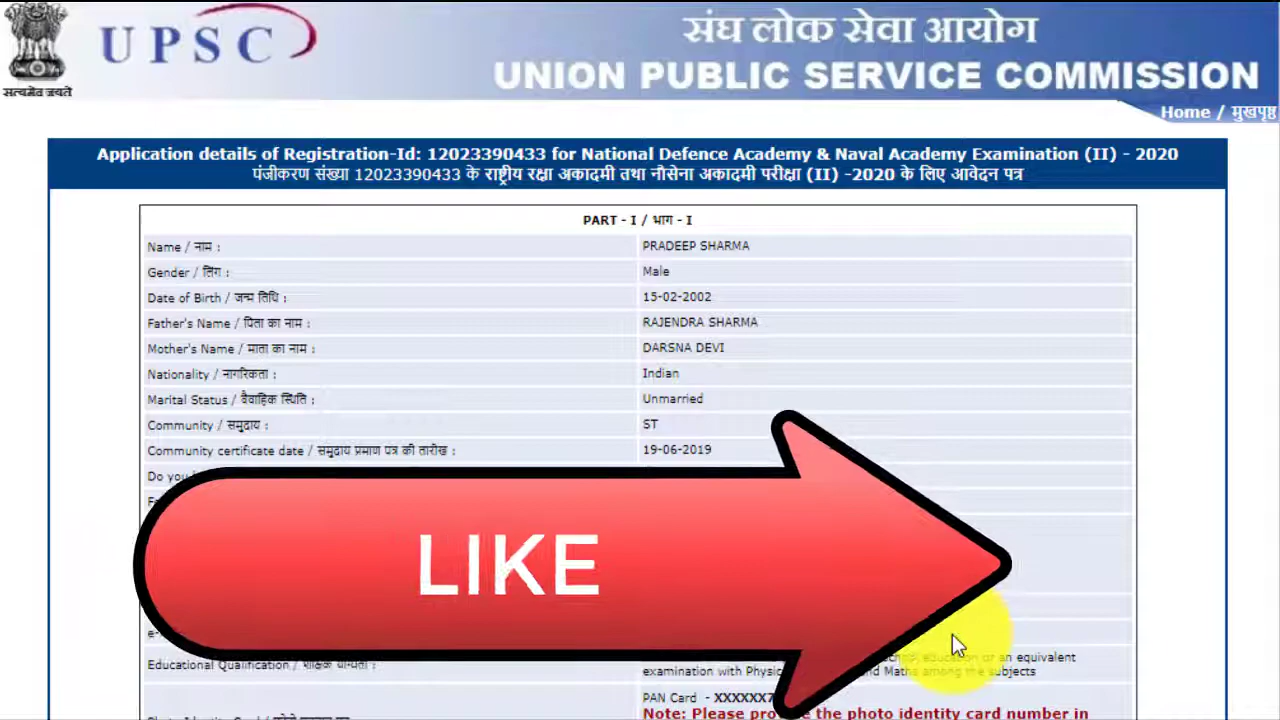 सत्यमेव जयते
UPSC
संघ लोक सेवा आयोग
UNION PUBLIC SERVICE COMMISSION
Home / मुखपृष्ठ
Application details of Registration-Id: 12023390433 for National Defence Academy & Naval Academy Examination (II) - 2020
पंजीकरण संख्या 12023390433 के राष्ट्रीय रक्षा अकादमी तथा नौसेना अकादमी परीक्षा (II) -2020 के लिए आवेदन पत्र
PART - I / भाग - I
Name / नाम : PRADEEP SHARMA
Gender / लिंग : Male
Date of Birth / जन्म तिथि : 15-02-2002
Father's Name / पिता का नाम : RAJENDRA SHARMA
Mother's Name / माता का नाम : DARSNA DEVI
Nationality / नागरिकता : Indian
Marital Status / वैवाहिक स्थिति : Unmarried
Community / समुदाय : ST
Community certificate date / समुदाय प्रमाण पत्र की तारीख : 19-06-2019
Do you
LIKE
Educational Qualification / शैक्षिक योग्यता : education or an equivalent
examination with Physic and Maths among the subjects
PAN Card - XXXXXX7
Photo Identity Card / Note: Please the photo identity card number in